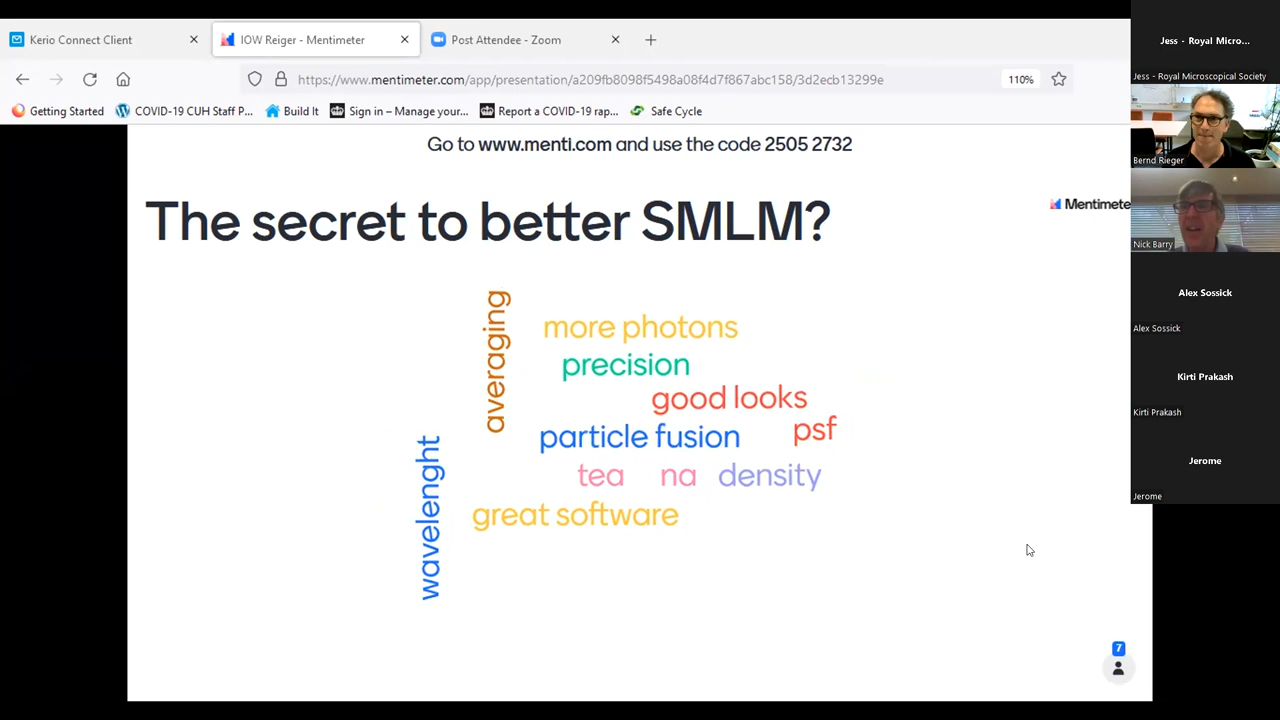 Kerio Connect Client
IOW Reiger - Mentimeter
Post Attendee - Zoom
https://www.mentimeter.com/app/presentation/a209fb8098f5498a08f4d7f867abc158/3d2ecb13299e
110%
Getting Started
COVID-19 CUH Staff P...
Build It
Sign in – Manage your...
Report a COVID-19 rap...
Safe Cycle
Go to www.menti.com and use the code 2505 2732
The secret to better SMLM?
Mentimete
averaging
more photons
precision
good looks
particle fusion
psf
tea
na
density
great software
wavelenght
7
Jess - Royal Micro...
Jess - Royal Microscopical Society
Bernd Rieger
Nick Barry
Alex Sossick
Alex Sossick
Kirti Prakash
Kirti Prakash
Jerome
Jerome